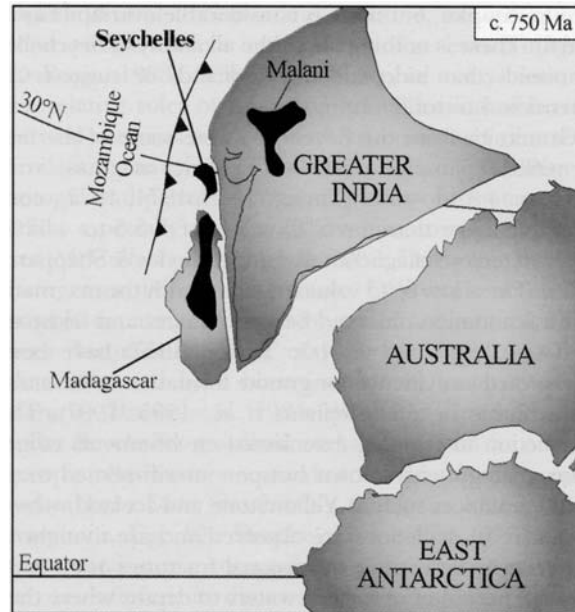 c. 750 Ma
Seychelles
Malani
30°N
Mozambique
Ocean
GREATER
INDIA
Madagascar
AUSTRALIA
EAST
ANTARCTICA
Equator